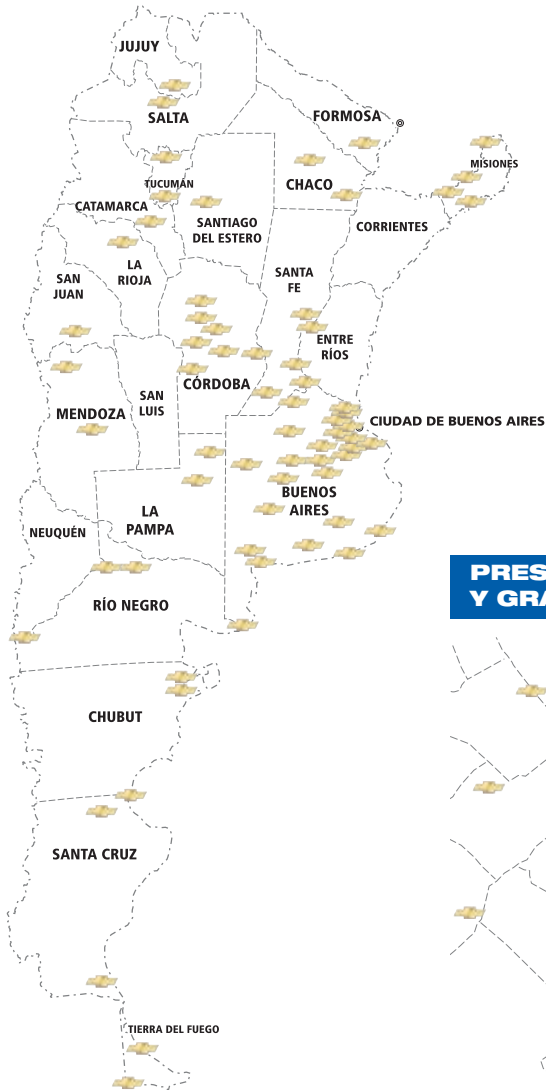 JUJUY
SALTA
FORMOSA
MISIONES
TUCUMÁN
CHACO
CATAMARCA
SANTIAGO
DEL ESTERO
CORRIENTES
LA
RIOJA
SAN
JUAN
SANTA
FE
ENTRE
RÍOS
CÓRDOBA
SAN
LUIS
MENDOZA
CIUDAD DE BUENOS AIRES
BUENOS
AIRES
LA
PAMPA
NEUQUÉN
PRES
Y GRA
RÍO NEGRO
CHUBUT
SANTA CRUZ
TIERRA DEL FUEGO